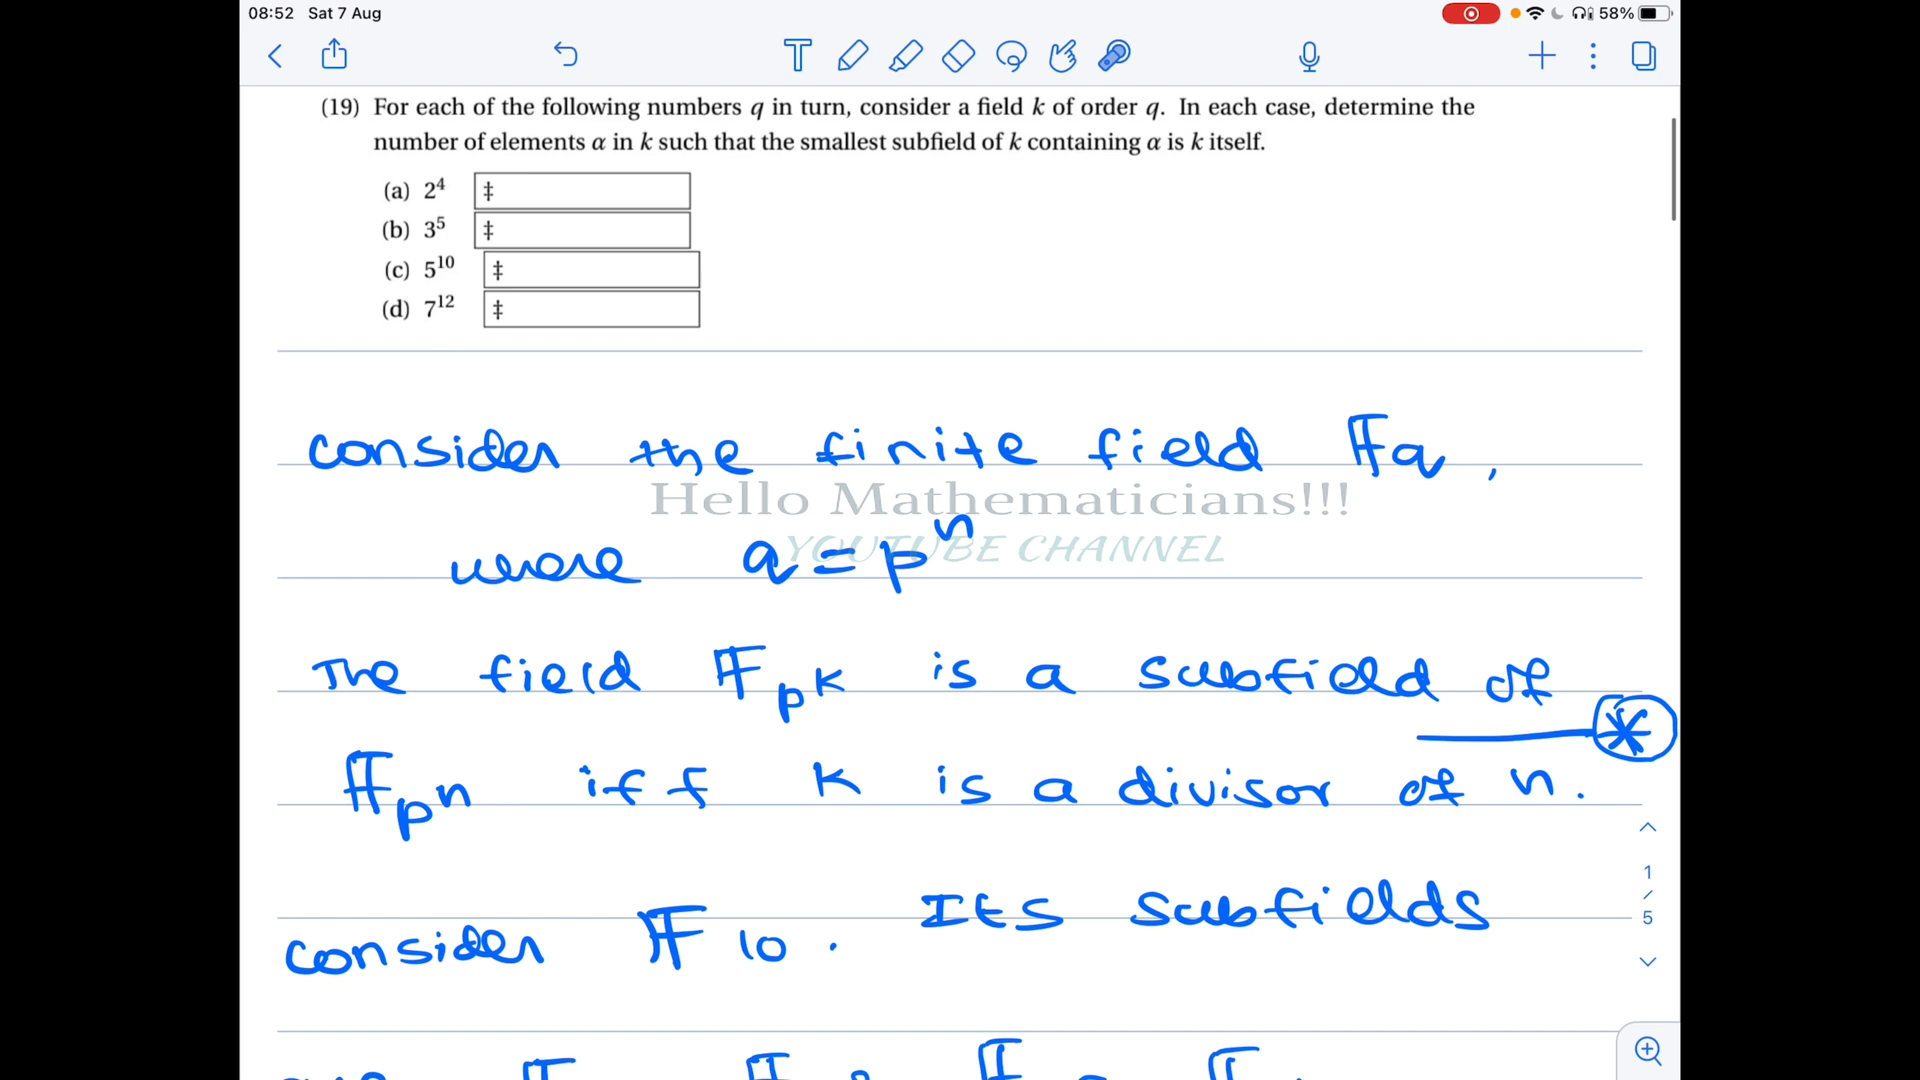 08:52 Sat 7 Aug 58%
(19) For each of the following numbers q in turn, consider a field k of order q. In each case, determine the
number of elements α in k such that the smallest subfield of k containing α is k itself.
(a) 2⁴ ‡
(b) 3⁵ ‡
(c) 5¹⁰ ‡
(d) 7¹² ‡
consider the finite field 𝔽q,
Hello Mathematicians!!!
YOUTUBE CHANNEL
where q = pⁿ
The field 𝔽pk is a subfield of
*
𝔽pn iff k is a divisor of n.
consider 𝔽10. Its subfields
1
/
5